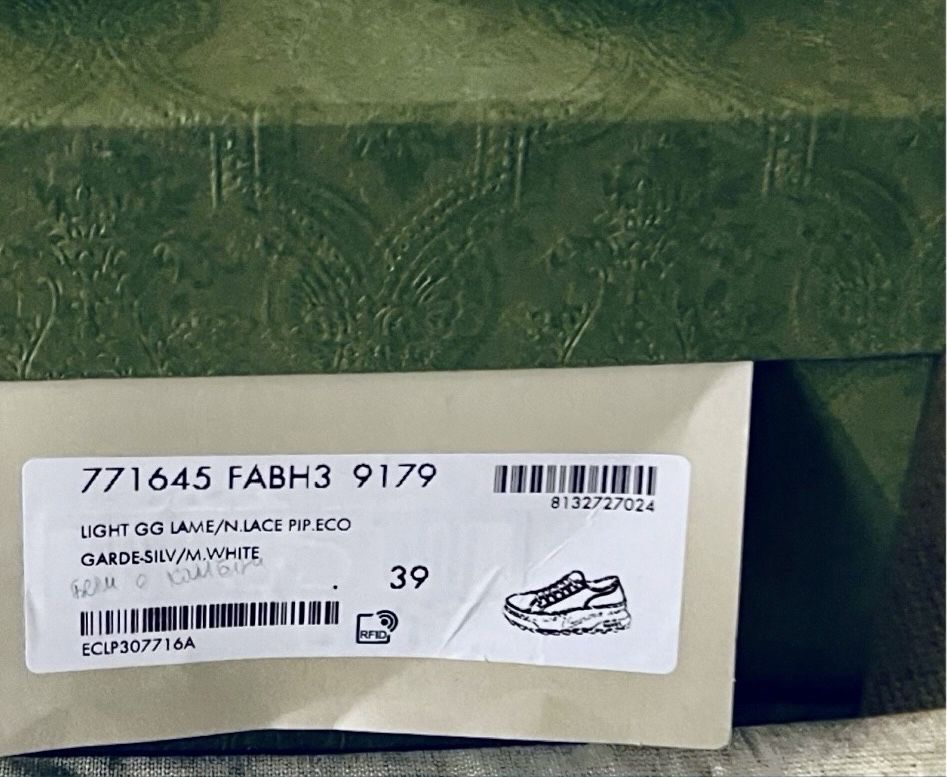 771645 FABH3 9179
8132727024
LIGHT GG LAME/N.LACE PIP.ECO
GARDE-SILV/M.WHITE
. 39
RFID
ECLP307716A